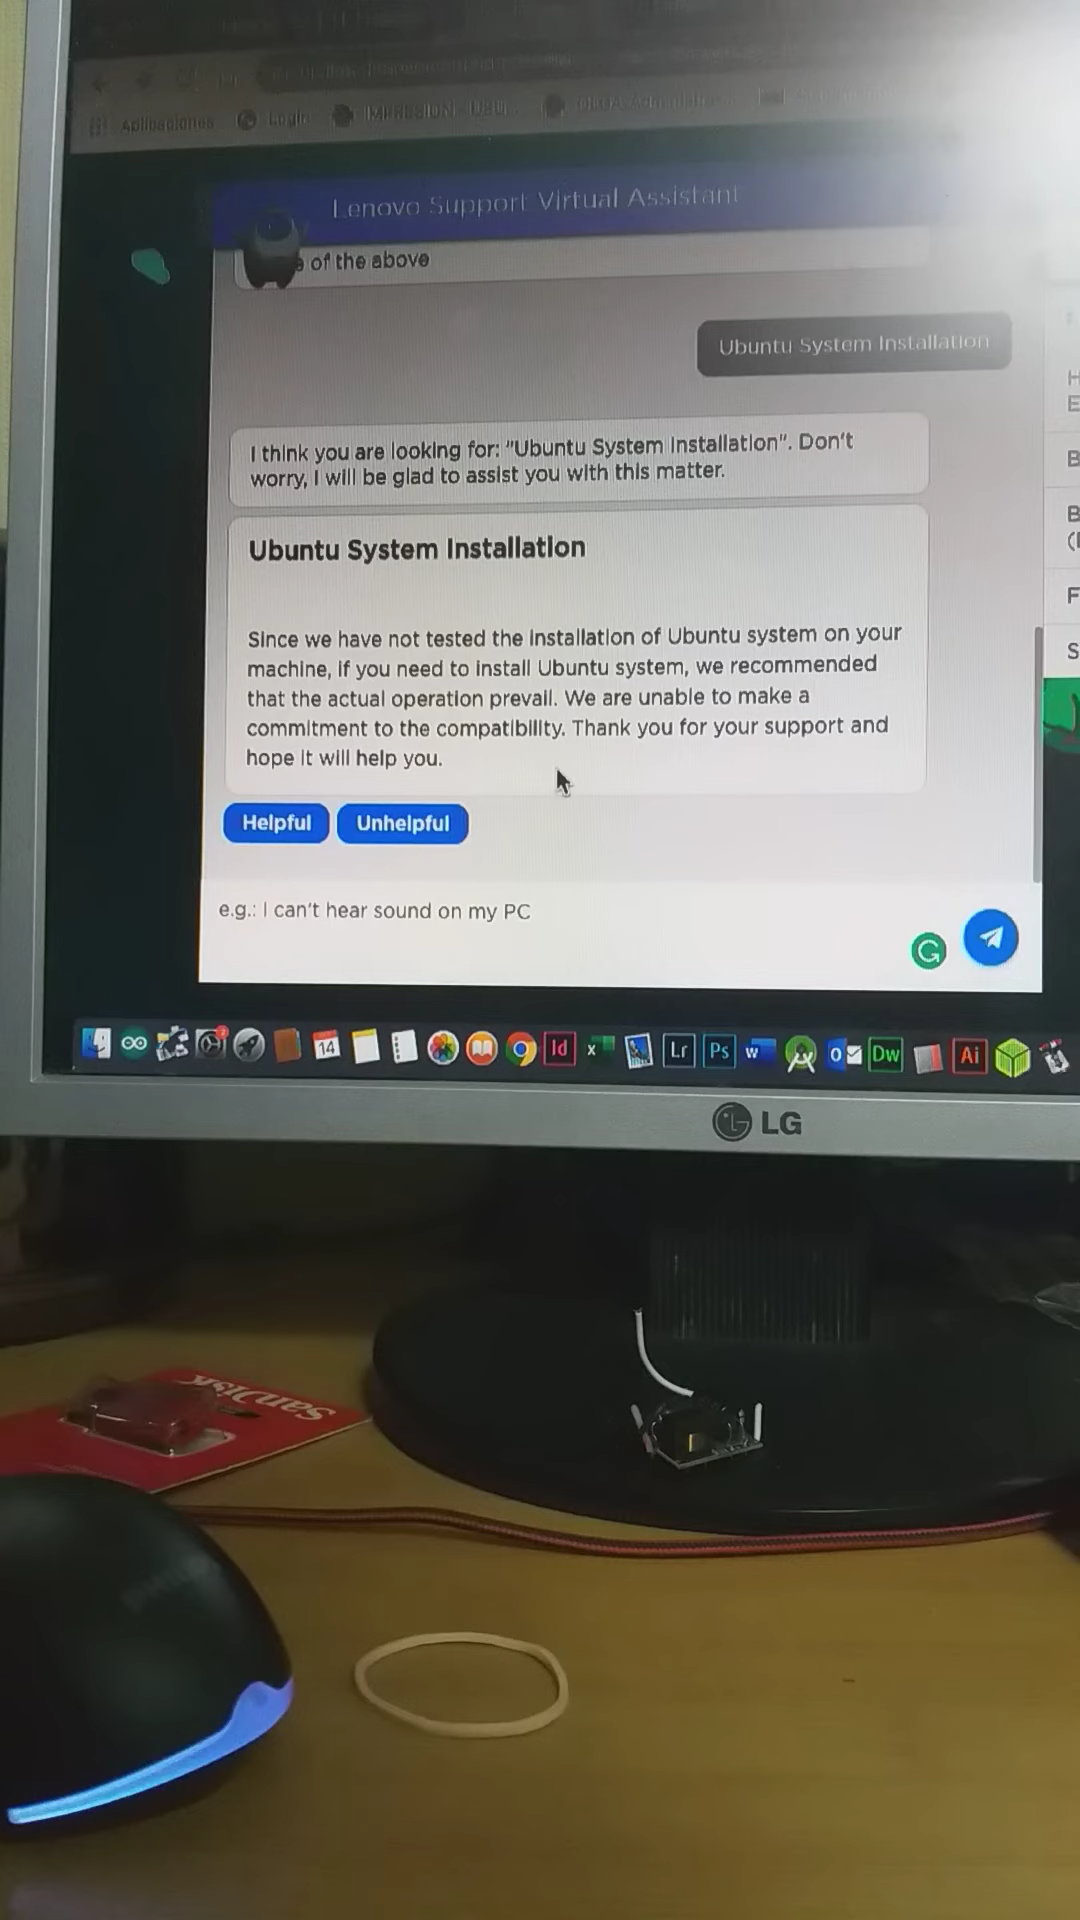 Aplicaciones
Login
Lenovo Support Virtual Assistant
of the above
Ubuntu System Installation
I think you are looking for: "Ubuntu System Installation". Don't
worry, I will be glad to assist you with this matter.
Ubuntu System Installation
Since we have not tested the installation of Ubuntu system on your
machine, if you need to install Ubuntu system, we recommended
that the actual operation prevail. We are unable to make a
commitment to the compatibility. Thank you for your support and
hope it will help you.
Helpful
Unhelpful
e.g.: I can't hear sound on my PC
14
Id
Lr
Ps
W
Dw
Ai
LG
SanDisk